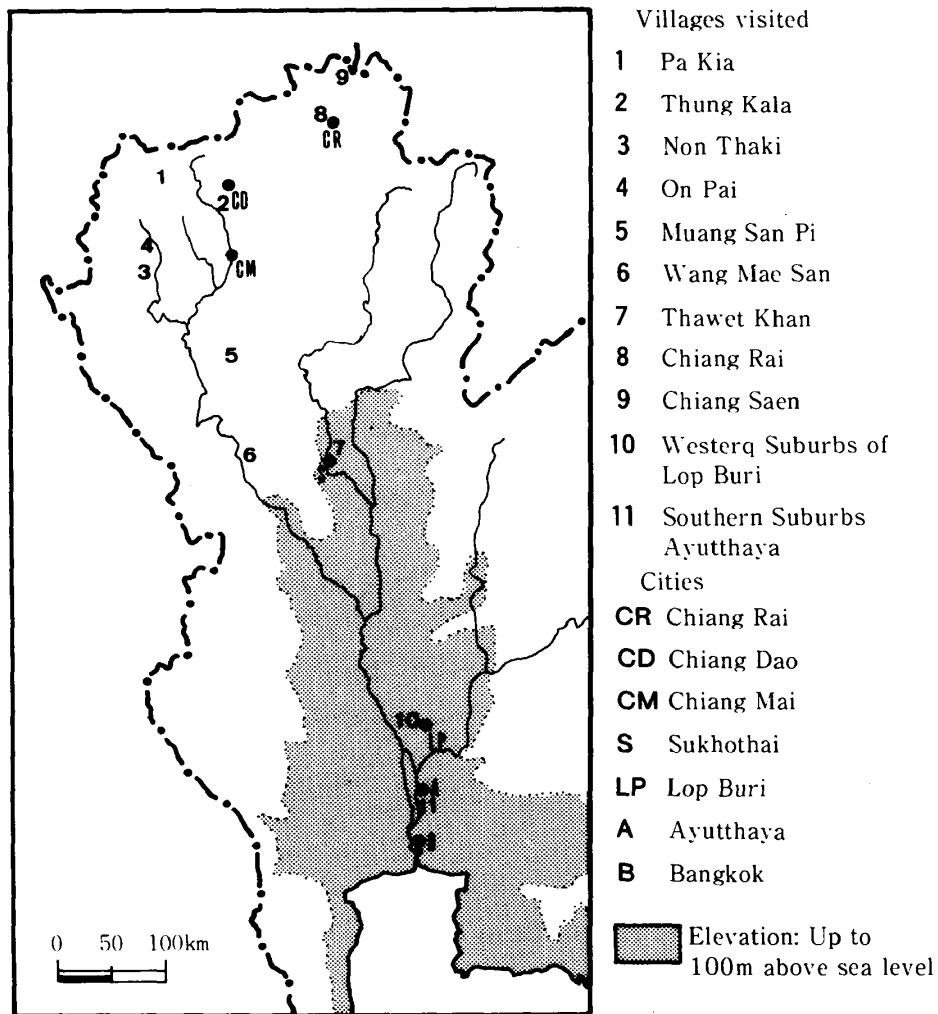 9
8
CR
1
2 CD
4
3
CM
5
7
6
10
0 50 100km
Villages visited
1 Pa Kia
2 Thung Kala
3 Non Thaki
4 On Pai
5 Muang San Pi
6 Wang Mae San
7 Thawet Khan
8 Chiang Rai
9 Chiang Saen
10 Westerq Suburbs of
Lop Buri
11 Southern Suburbs
Ayutthaya
Cities
CR Chiang Rai
CD Chiang Dao
CM Chiang Mai
S Sukhothai
LP Lop Buri
A Ayutthaya
B Bangkok
Elevation: Up to
100m above sea level